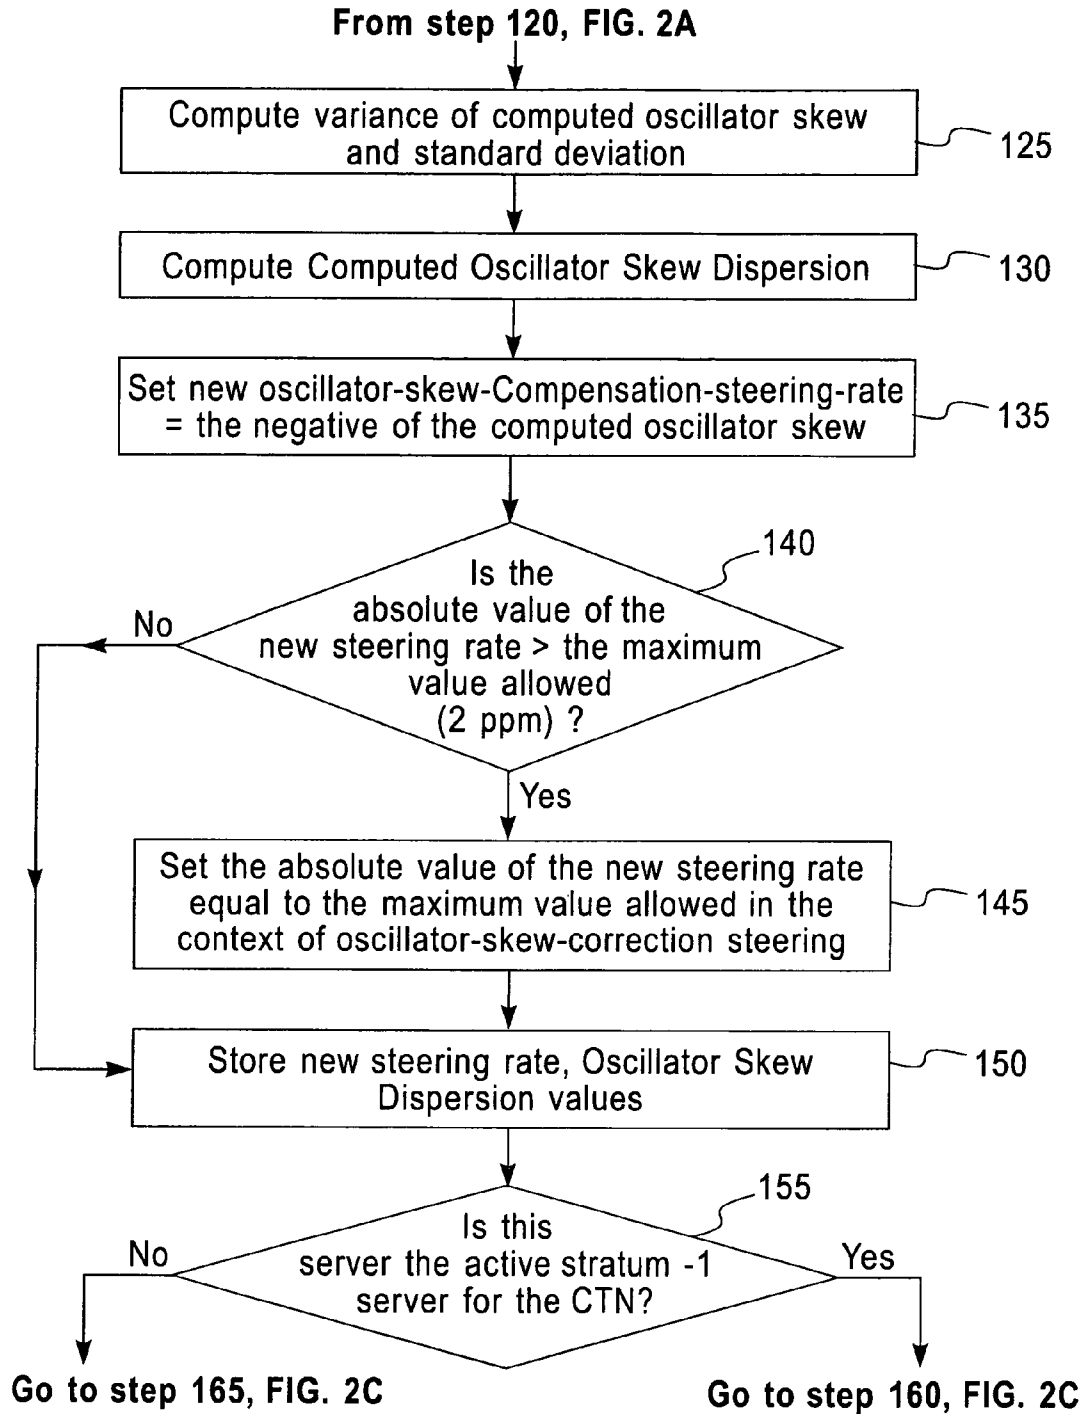 From step 120, FIG. 2A
Compute variance of computed oscillator skew
and standard deviation
125
Compute Computed Oscillator Skew Dispersion
130
Set new oscillator-skew-Compensation-steering-rate
= the negative of the computed oscillator skew
135
140
Is the
absolute value of the
new steering rate > the maximum
value allowed
(2 ppm) ?
No
Yes
Set the absolute value of the new steering rate
equal to the maximum value allowed in the
context of oscillator-skew-correction steering
145
Store new steering rate, Oscillator Skew
Dispersion values
150
155
Is this
server the active stratum -1
server for the CTN?
No
Yes
Go to step 165, FIG. 2C
Go to step 160, FIG. 2C